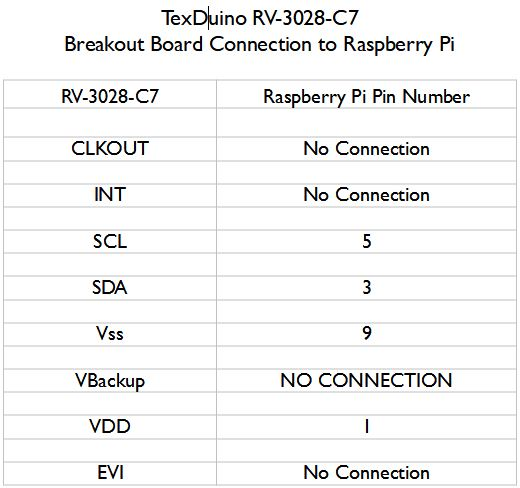 TexDuino RV-3028-C7
Breakout Board Connection to Raspberry Pi
RV-3028-C7 Raspberry Pi Pin Number
CLKOUT No Connection
INT No Connection
SCL 5
SDA 3
Vss 9
VBackup NO CONNECTION
VDD 1
EVI No Connection